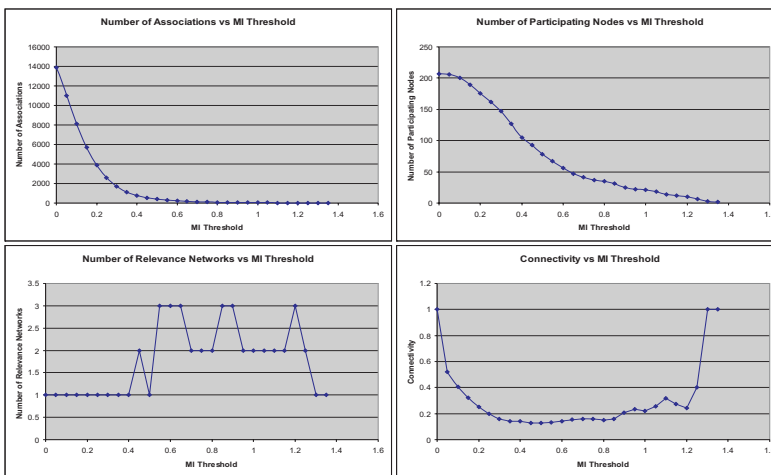 Number of Associations vs MI Threshold
Number of Associations
16000
14000
12000
10000
8000
6000
4000
2000
0
0 0.2 0.4 0.6 0.8 1 1.2 1.4 1.6
MI Threshold
Number of Participating Nodes vs MI Threshold
Number of Participating Nodes
250
200
150
100
50
0
0 0.2 0.4 0.6 0.8 1 1.2 1.4
MI Threshold
Number of Relevance Networks vs MI Threshold
Number of Relevance Networks
3.5
3
2.5
2
1.5
1
0.5
0
0 0.2 0.4 0.6 0.8 1 1.2 1.4 1.6
MI Threshold
Connectivity vs MI Threshold
Connectivity
1.2
1
0.8
0.6
0.4
0.2
0
0 0.2 0.4 0.6 0.8 1 1.2 1.4
MI Threshold